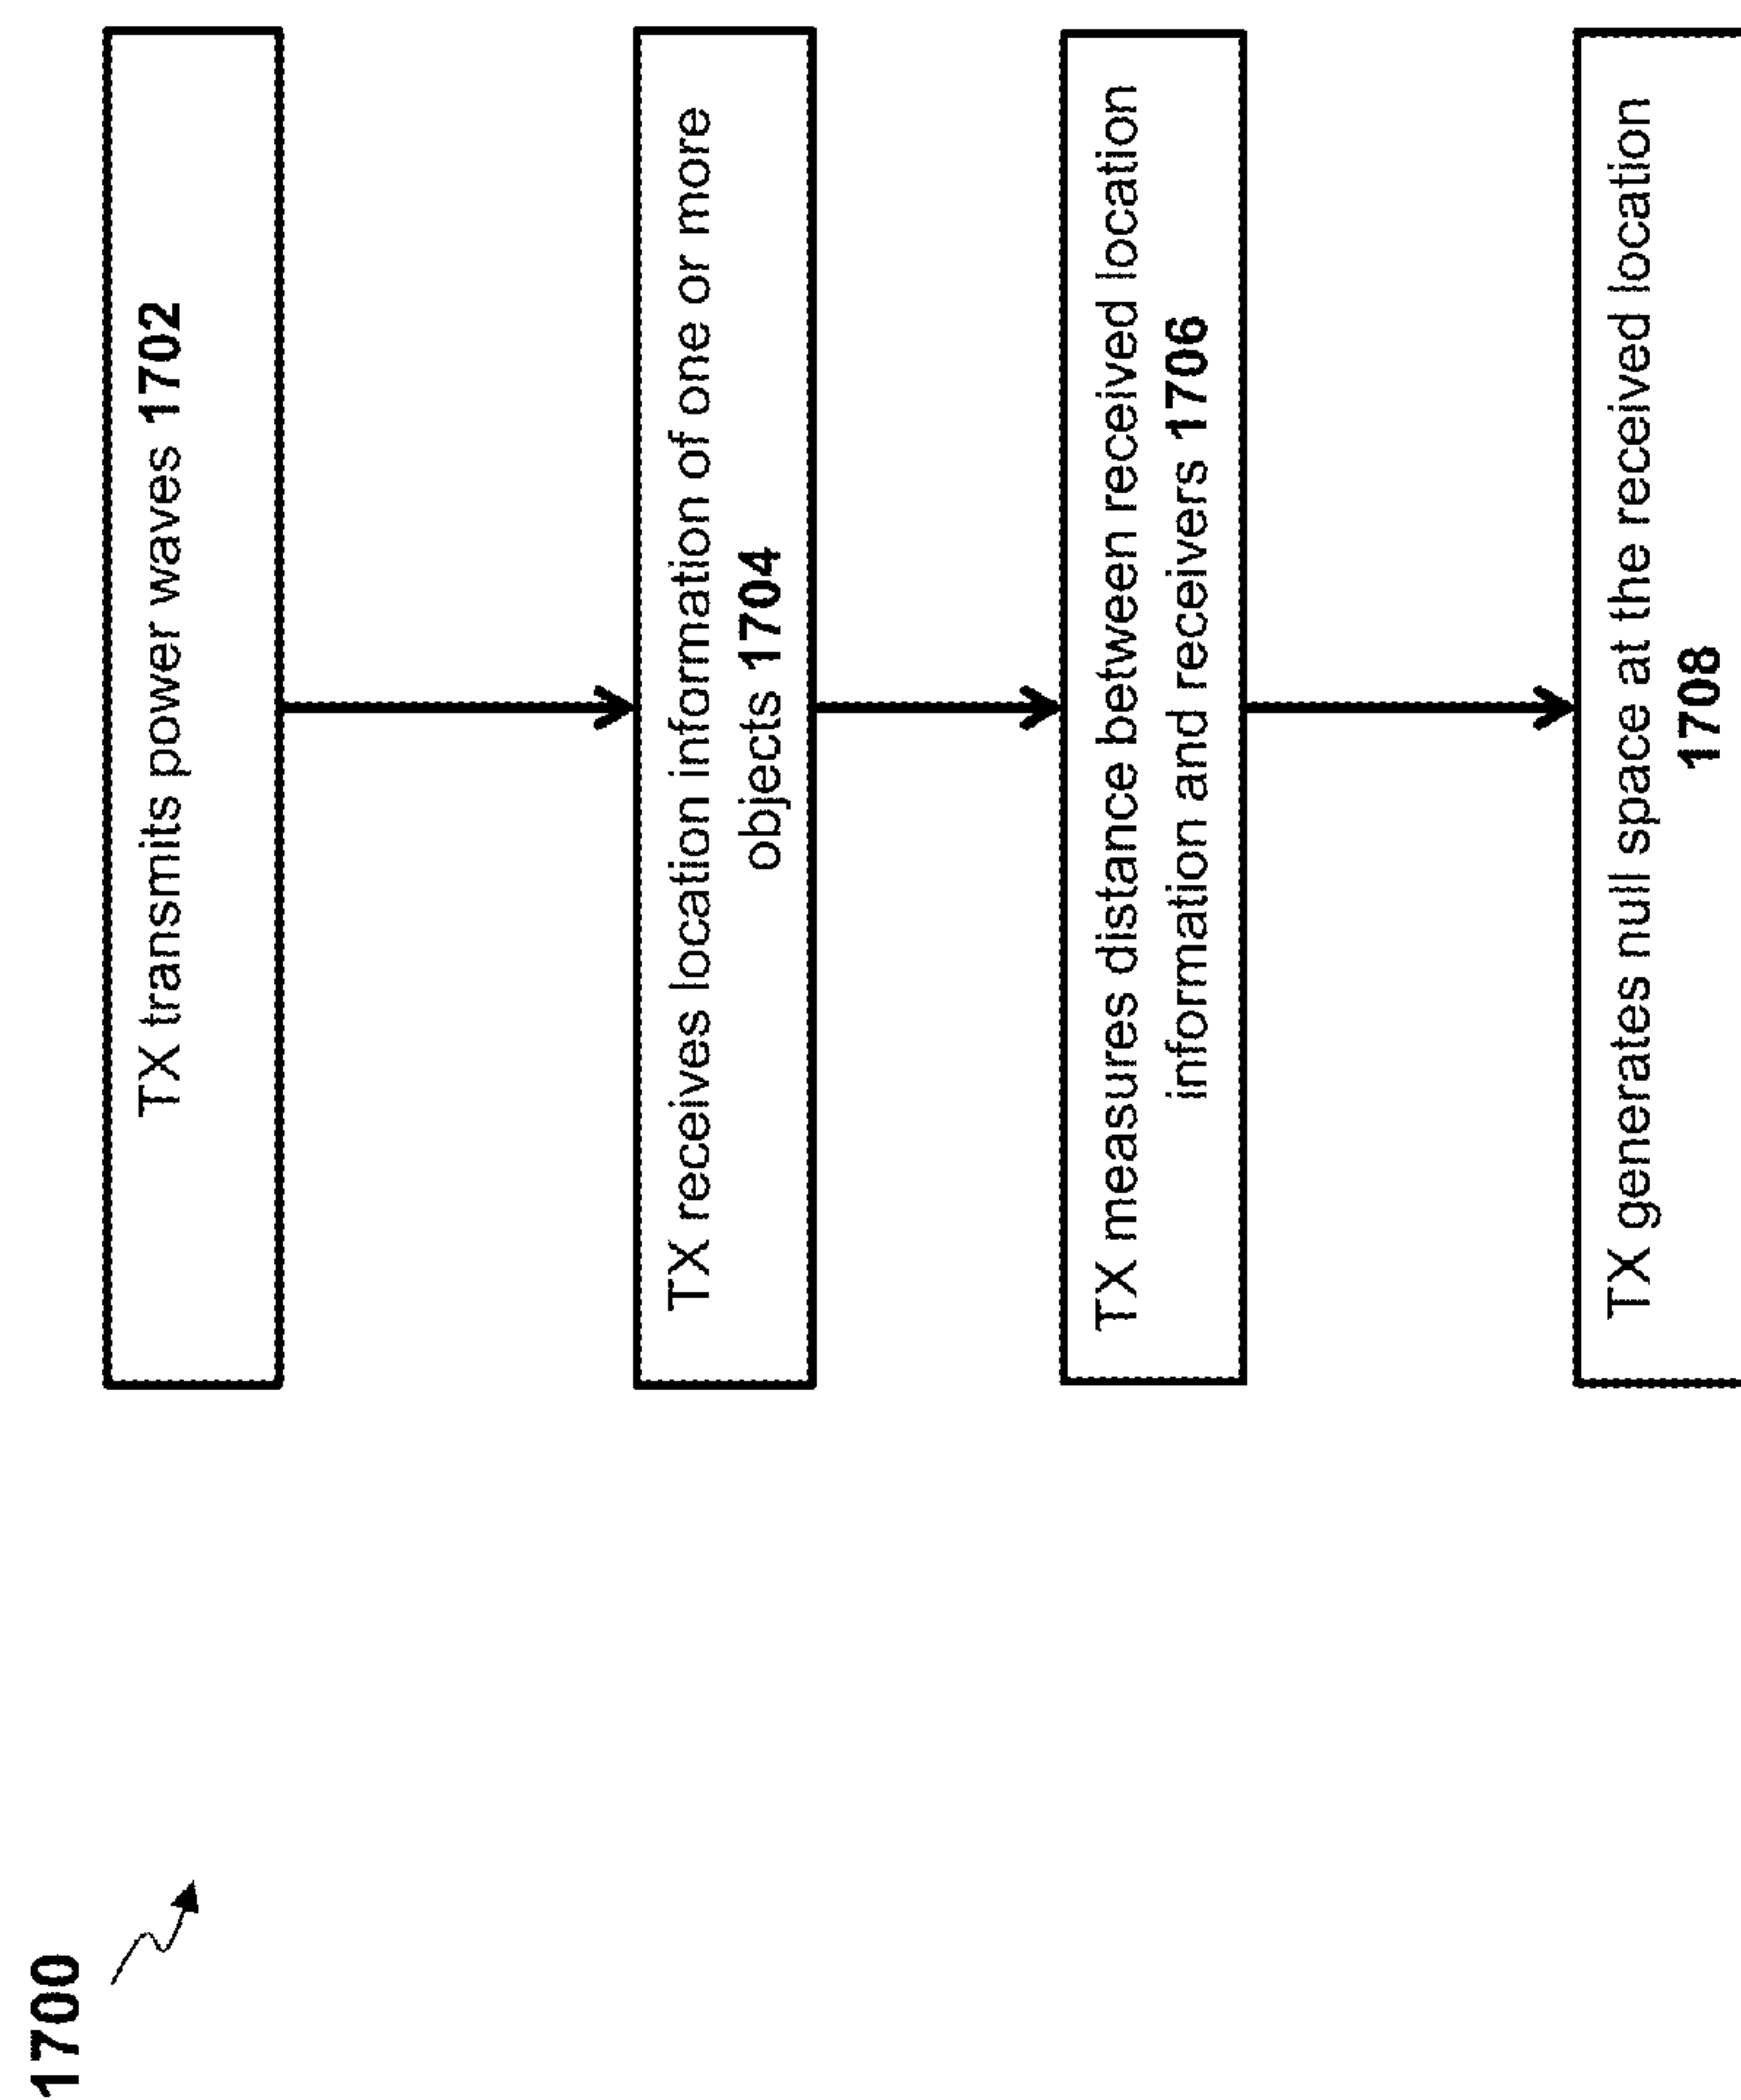 1700
TX transmits power waves 1702
TX receives location information of one or more
objects 1704
TX measures distance between received location
information and receivers 1706
TX generates null space at the received location
1708